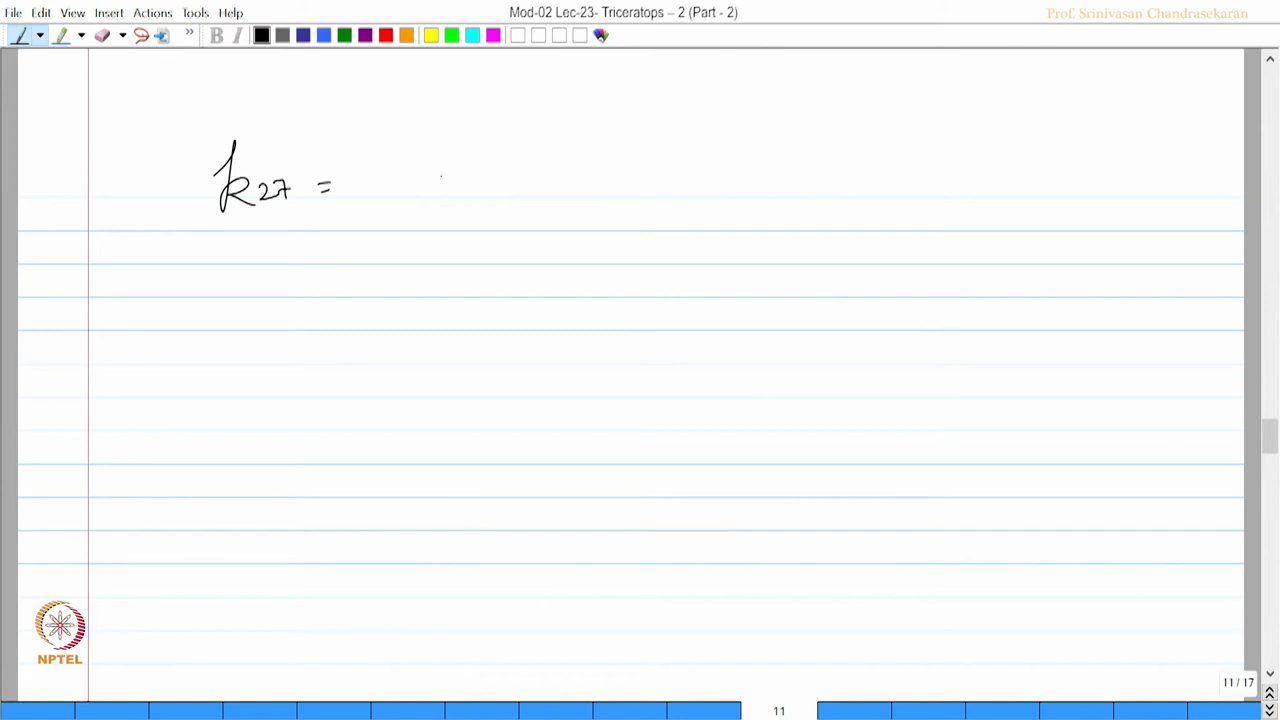 File Edit View Insert Actions Tools Help
Mod-02 Lec-23- Triceratops – 2 (Part - 2)
Prof. Srinivasan Chandrasekaran
B I
k27 =
NPTEL
11 / 17
11